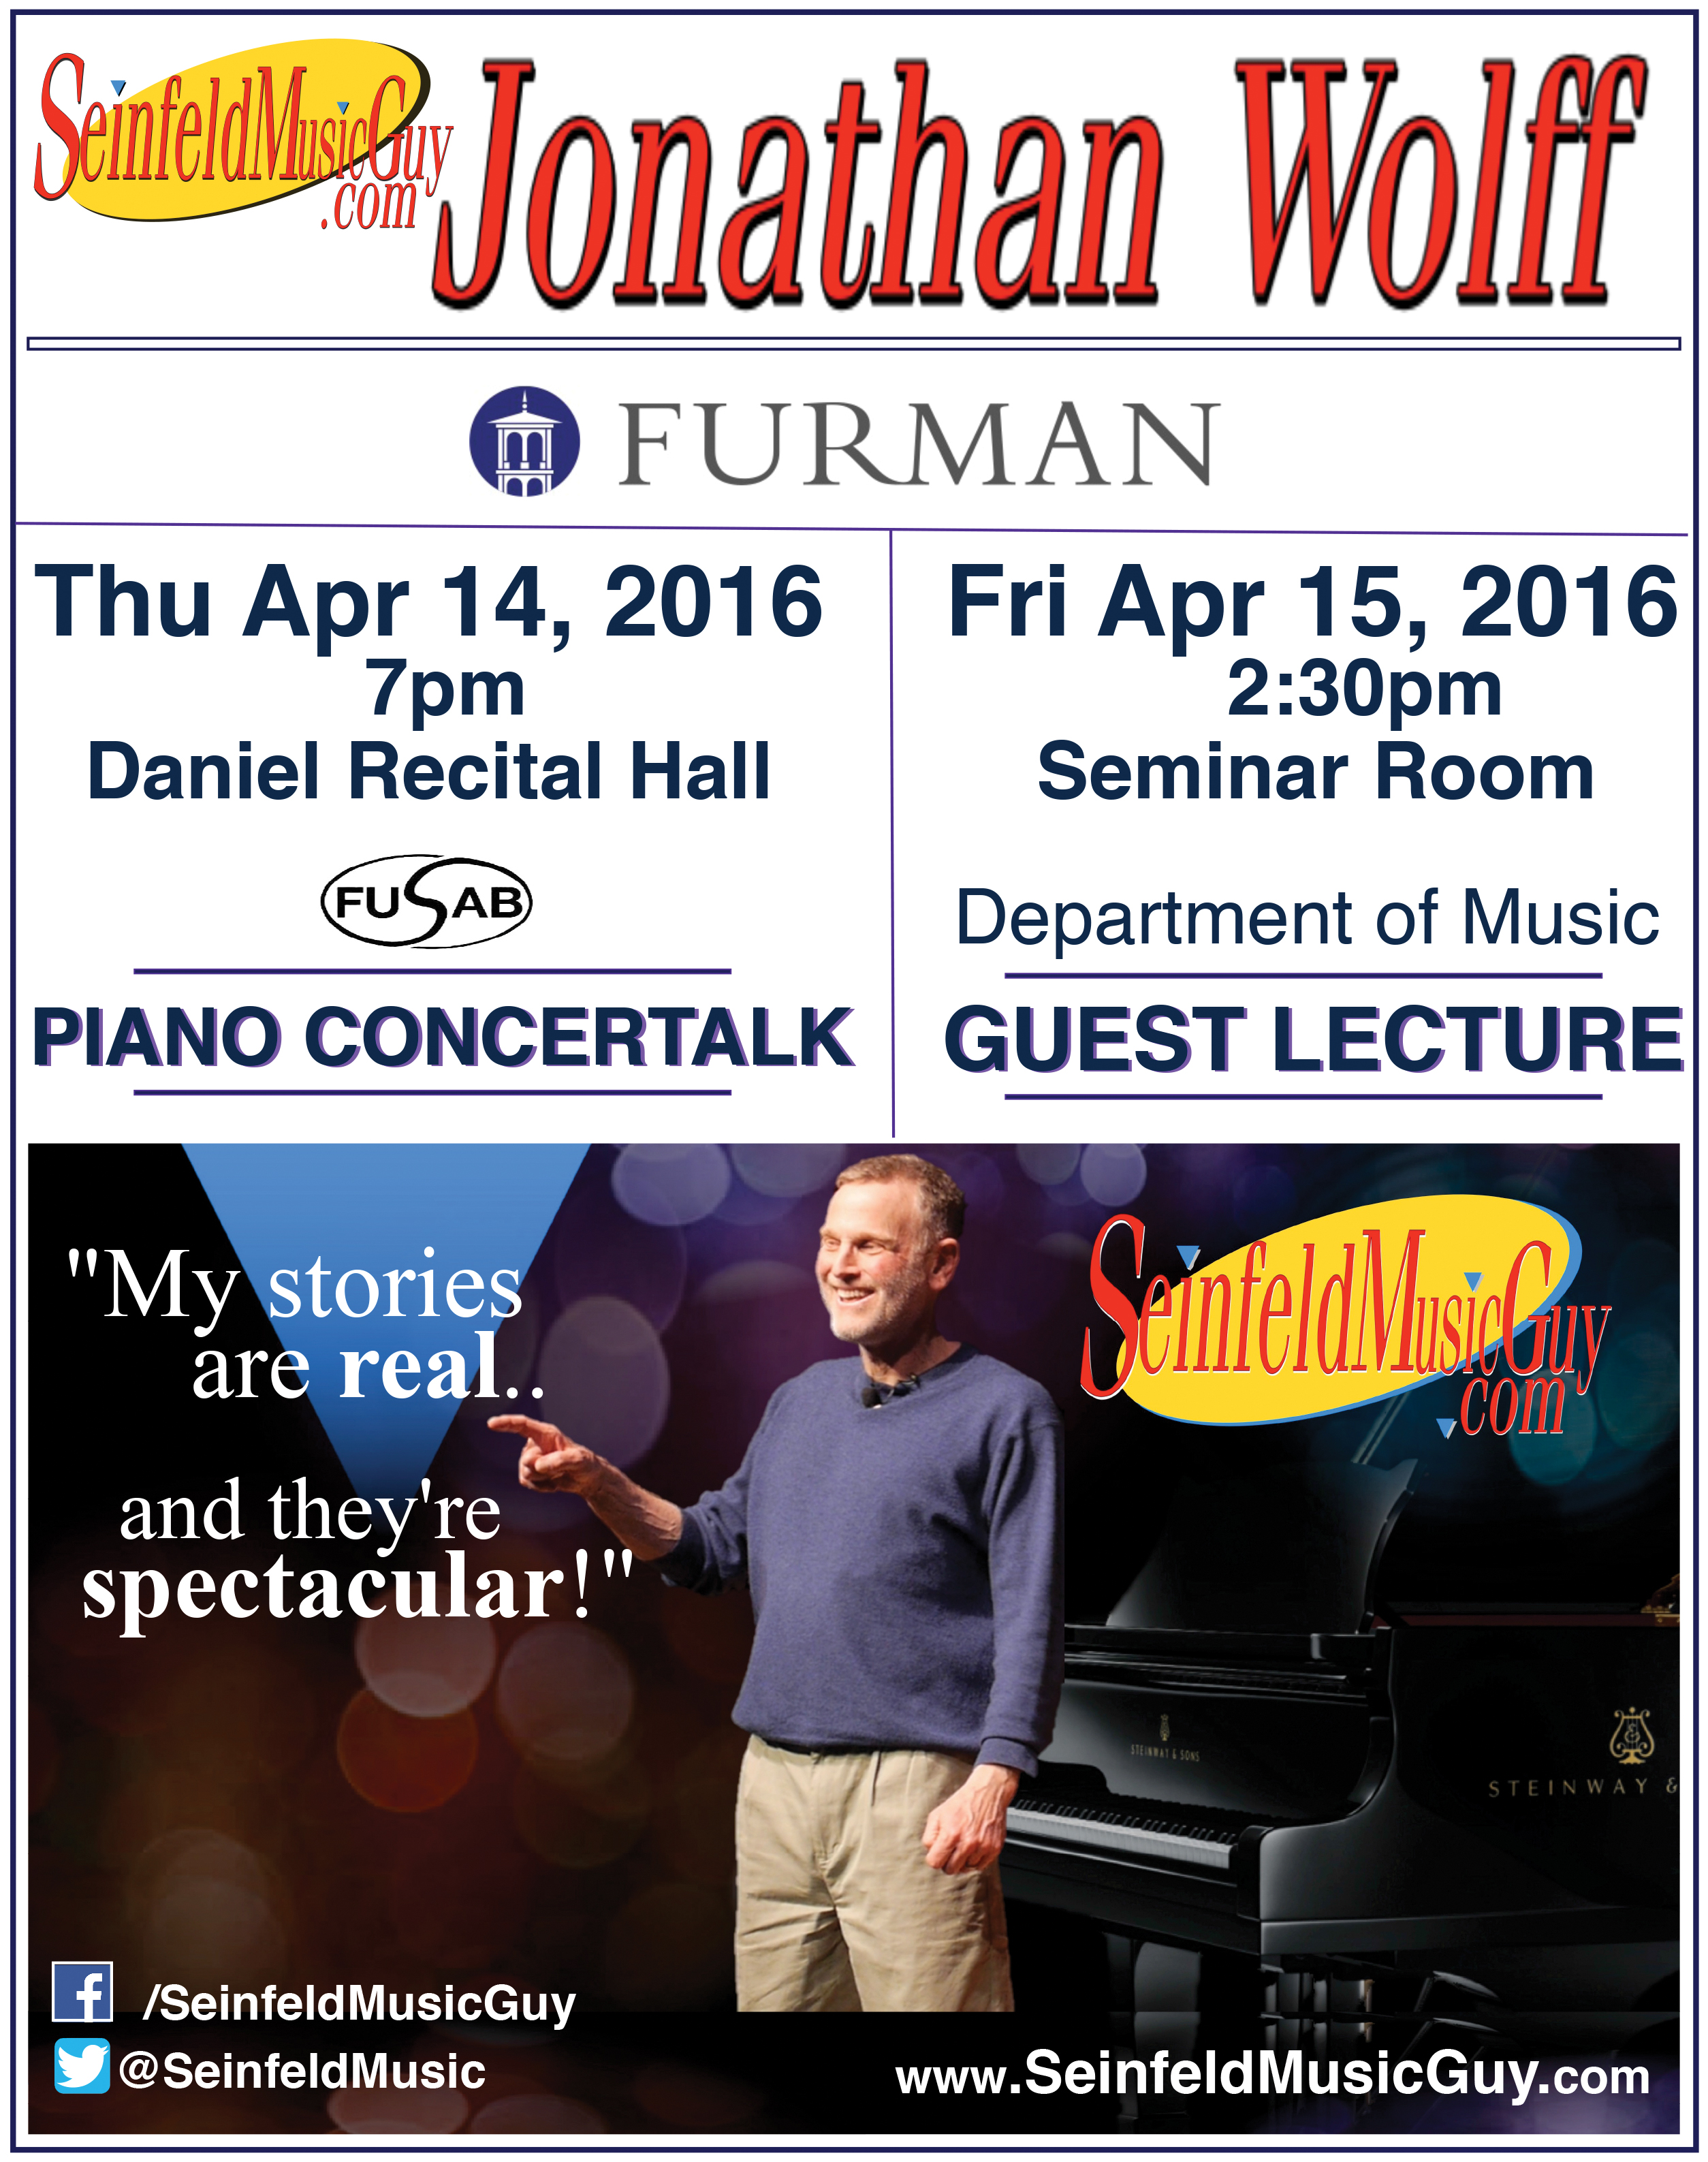 SeinfeldMusicGuy
.com
Jonathan Wolff
FURMAN
Thu Apr 14, 2016
7pm
Daniel Recital Hall
FUSAB
PIANO CONCERTALK
Fri Apr 15, 2016
2:30pm
Seminar Room
Department of Music
GUEST LECTURE
"My stories
are real..
and they're
spectacular!"
SeinfeldMusicGuy
.com
STEINWAY & SONS
STEINWAY &
/SeinfeldMusicGuy
@SeinfeldMusic
www.SeinfeldMusicGuy.com